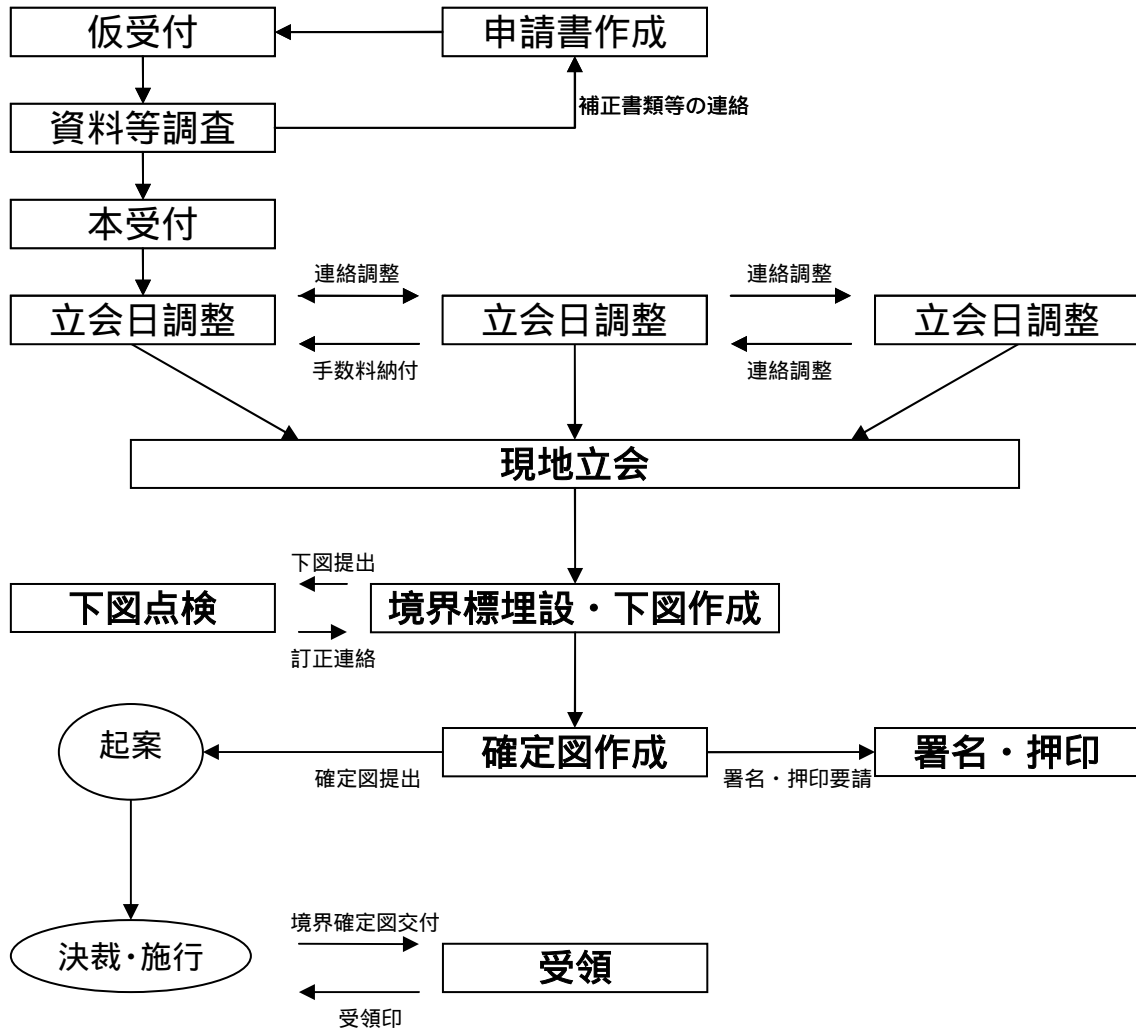 仮受付
申請書作成
補正書類等の連絡
資料等調査
本受付
連絡調整
連絡調整
立会日調整
立会日調整
立会日調整
手数料納付
連絡調整
現地立会
下図提出
下図点検
境界標埋設・下図作成
訂正連絡
起案
確定図作成
署名・押印
確定図提出
署名・押印要請
境界確定図交付
決裁・施行
受領
受領印